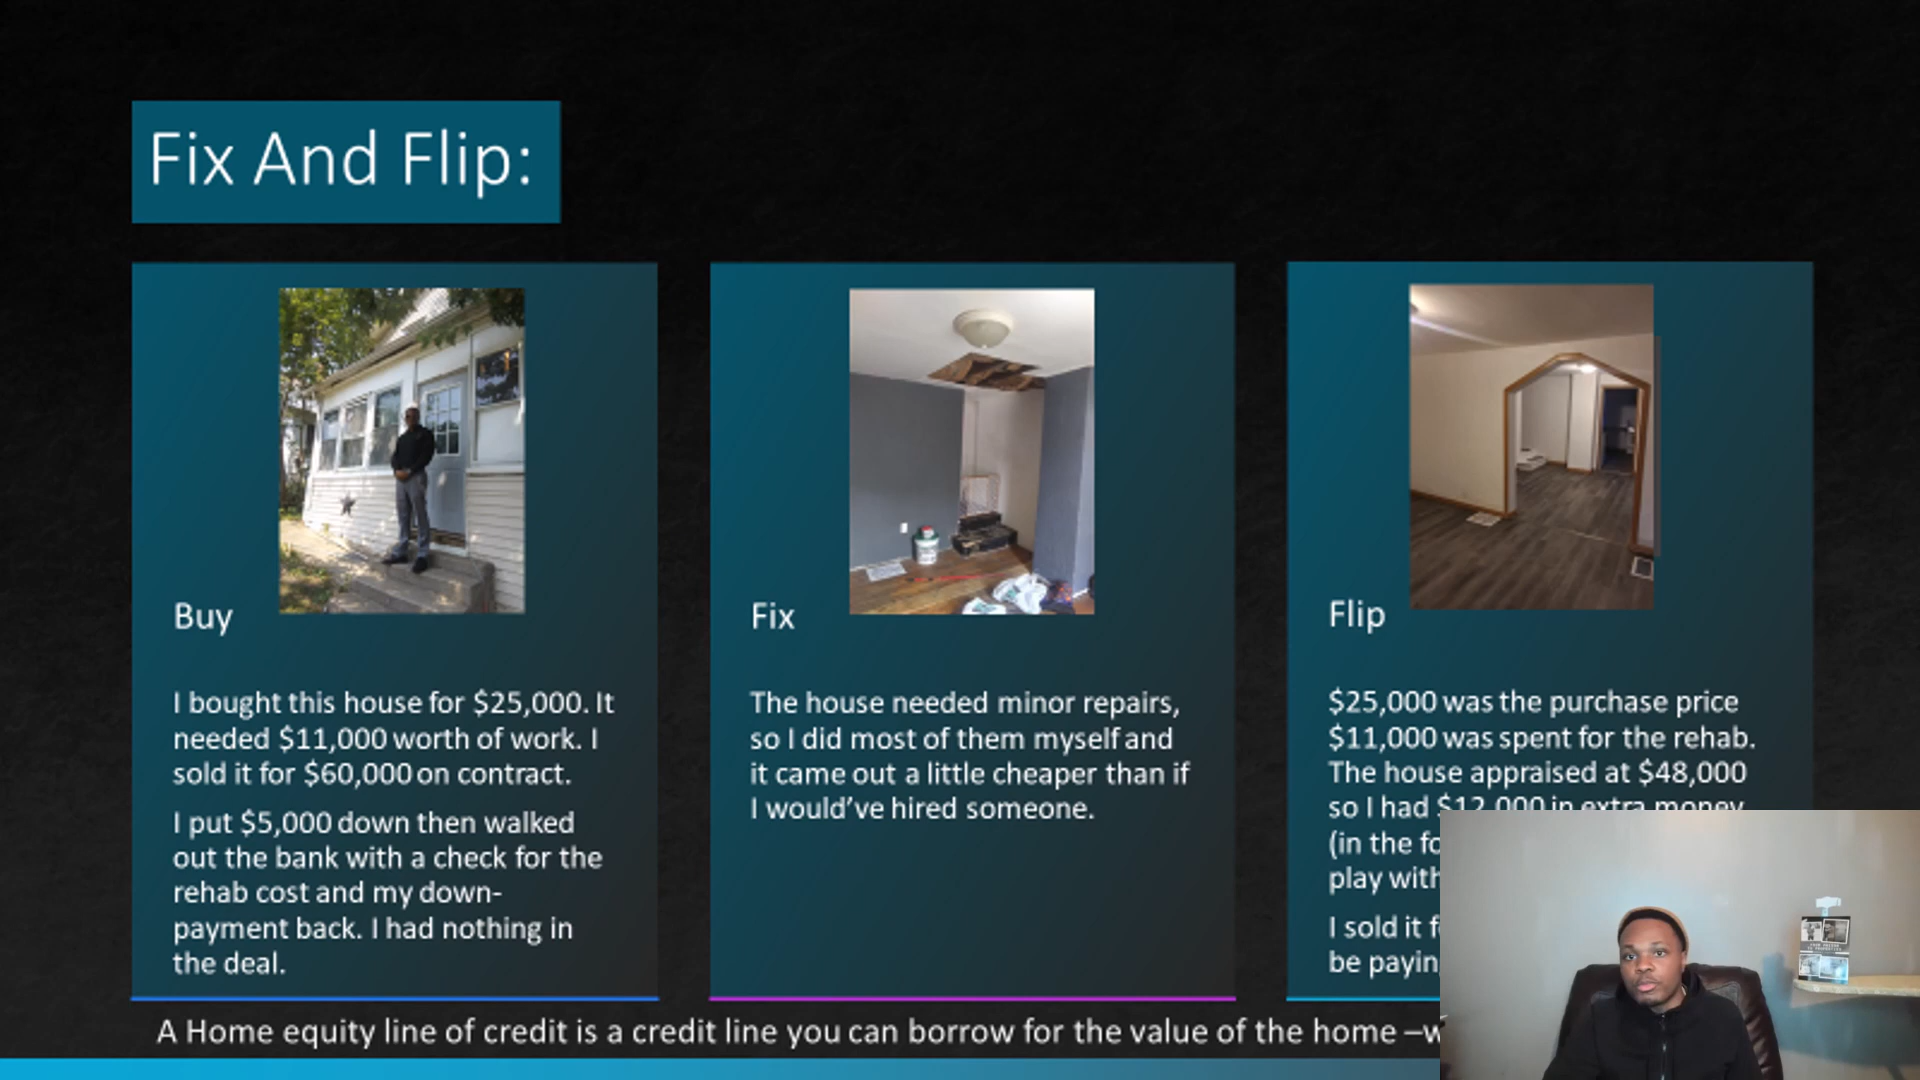 Fix And Flip:
Buy
I bought this house for $25,000. It
needed $11,000 worth of work. I
sold it for $60,000 on contract.
I put $5,000 down then walked
out the bank with a check for the
rehab cost and my down-
payment back. I had nothing in
the deal.
Fix
The house needed minor repairs,
so I did most of them myself and
it came out a little cheaper than if
I would've hired someone.
Flip
$25,000 was the purchase price
$11,000 was spent for the rehab.
The house appraised at $48,000
so I had $12,000 in extra money
(in the
play with
I sold it
be
A Home equity line of credit is a credit line you can borrow for the value of the home –